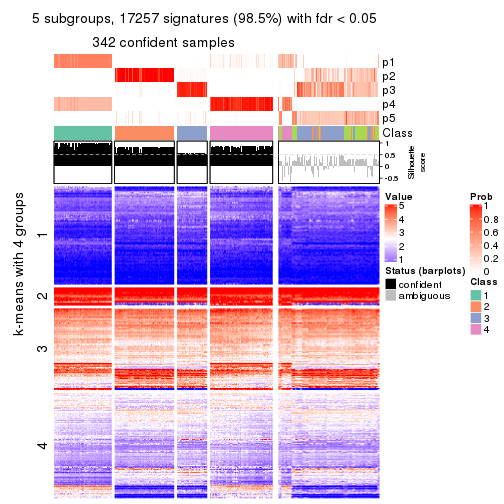 5 subgroups, 17257 signatures (98.5%) with fdr < 0.05
342 confident samples
p1
p2
p3
p4
p5
Class
1
0.5
0
-0.5
Silhouette
score
k-means with 4 groups
1
2
3
4
Value
5
4
3
2
1
Status (barplots)
confident
ambiguous
Prob
1
0.8
0.6
0.4
0.2
0
Class
1
2
3
4